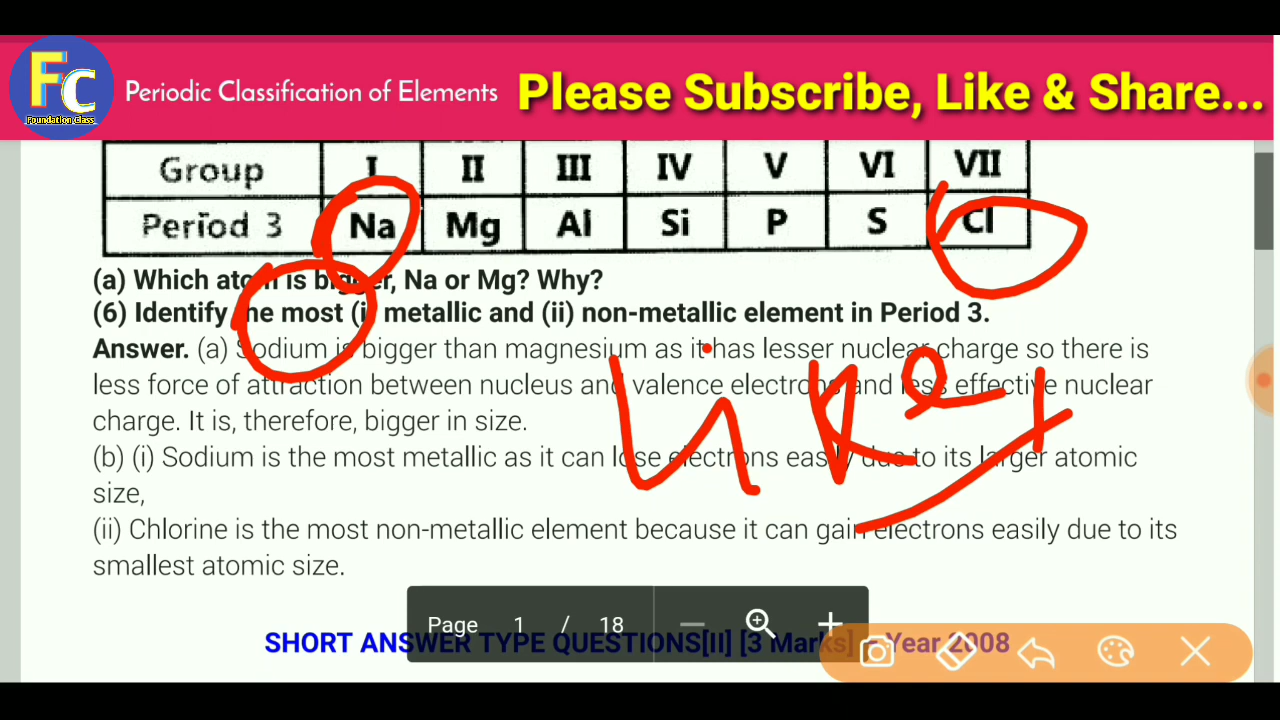 FC
Foundation Class
Periodic Classification of Elements
Please Subscribe, Like & Share...
Group I II III IV V VI VII
Period 3 Na Mg Al Si P S Cl
(a) Which atom is bigger, Na or Mg? Why?
(6) Identify the most (i) metallic and (ii) non-metallic element in Period 3.
Answer. (a) Sodium is bigger than magnesium as it has lesser nuclear charge so there is
less force of attraction between nucleus and valence electrons and less effective nuclear
charge. It is, therefore, bigger in size.
(b) (i) Sodium is the most metallic as it can lose electrons easily due to its larger atomic
size,
(ii) Chlorine is the most non-metallic element because it can gain electrons easily due to its
smallest atomic size.
Page 1 / 18
SHORT ANSWER TYPE QUESTIONS[II] [3 Marks] – Year 2008